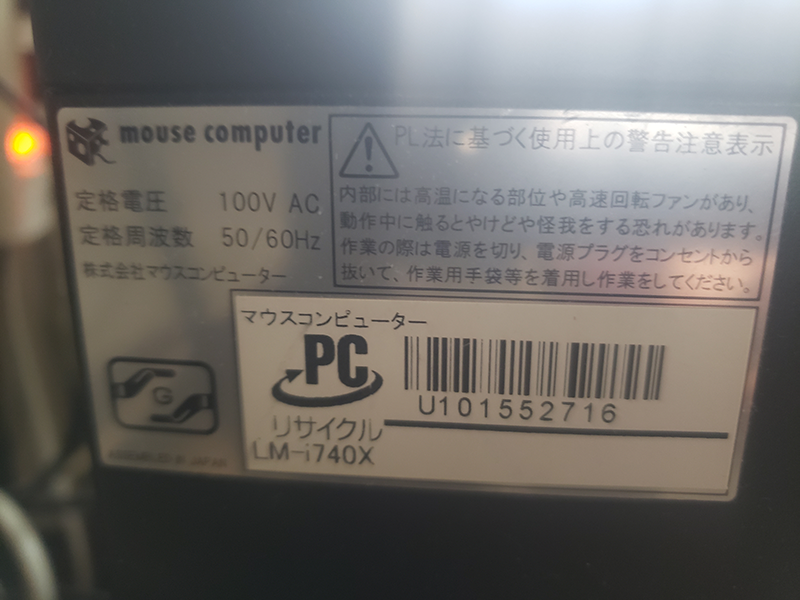 mouse computer
定格電圧 100V AC
定格周波数 50/60Hz
株式会社マウスコンピューター
PL法に基づく使用上の警告注意表示
内部には高温になる部位や高速回転ファンがあり、
動作中に触るとやけどや怪我をする恐れがあります。
作業の際は電源を切り、電源プラグをコンセントから
抜いて、作業用手袋等を着用し作業をしてください。
マウスコンピューター
PC
リサイクル
LM-i740X
U101552716
G
ASSEMBLED IN JAPAN